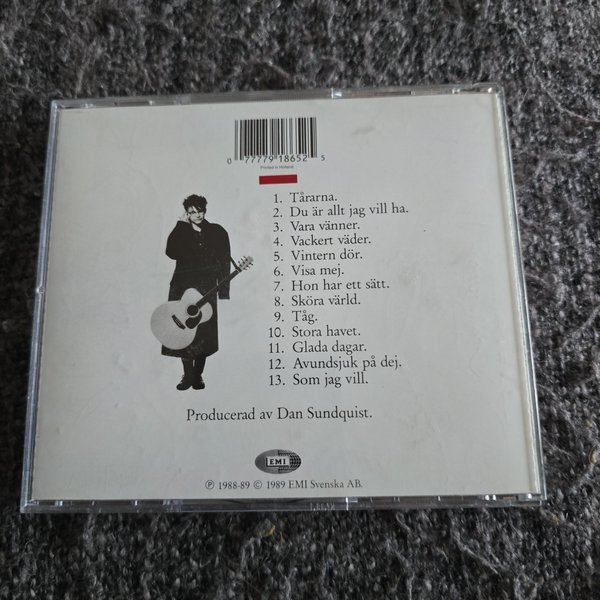 0 77779 18652 5
Printed in Holland
1. Tårarna.
2. Du är allt jag vill ha.
3. Vara vänner.
4. Vackert väder.
5. Vintern dör.
6. Visa mej.
7. Hon har ett sätt.
8. Sköra värld.
9. Tåg.
10. Stora havet.
11. Glada dagar.
12. Avundsjuk på dej.
13. Som jag vill.
Producerad av Dan Sundquist.
EMI
℗ 1988-89 © 1989 EMI Svenska AB.